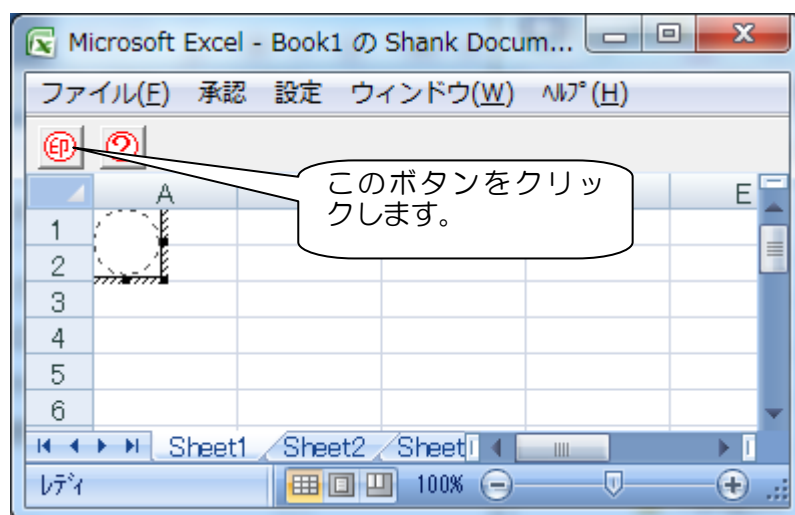 Microsoft Excel - Book1 の Shank Docum...
ファイル(F) 承認 設定 ウィンドウ(W) ﾍﾙﾌﾟ(H)
印 ?
このボタンをクリッ
クします。
A E
1
2
3
4
5
6
Sheet1 Sheet2 Sheet
ﾚﾃﾞｨ 100%